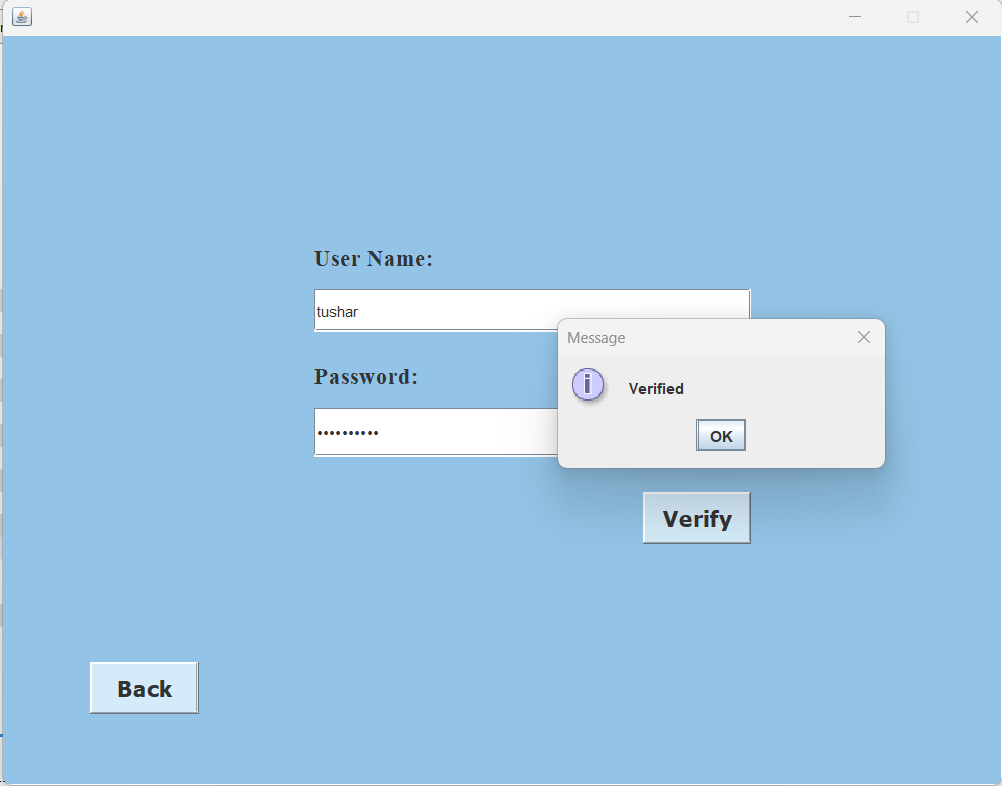 User Name:
tushar
Message
Verified
OK
Password:
••••••••••
Verify
Back